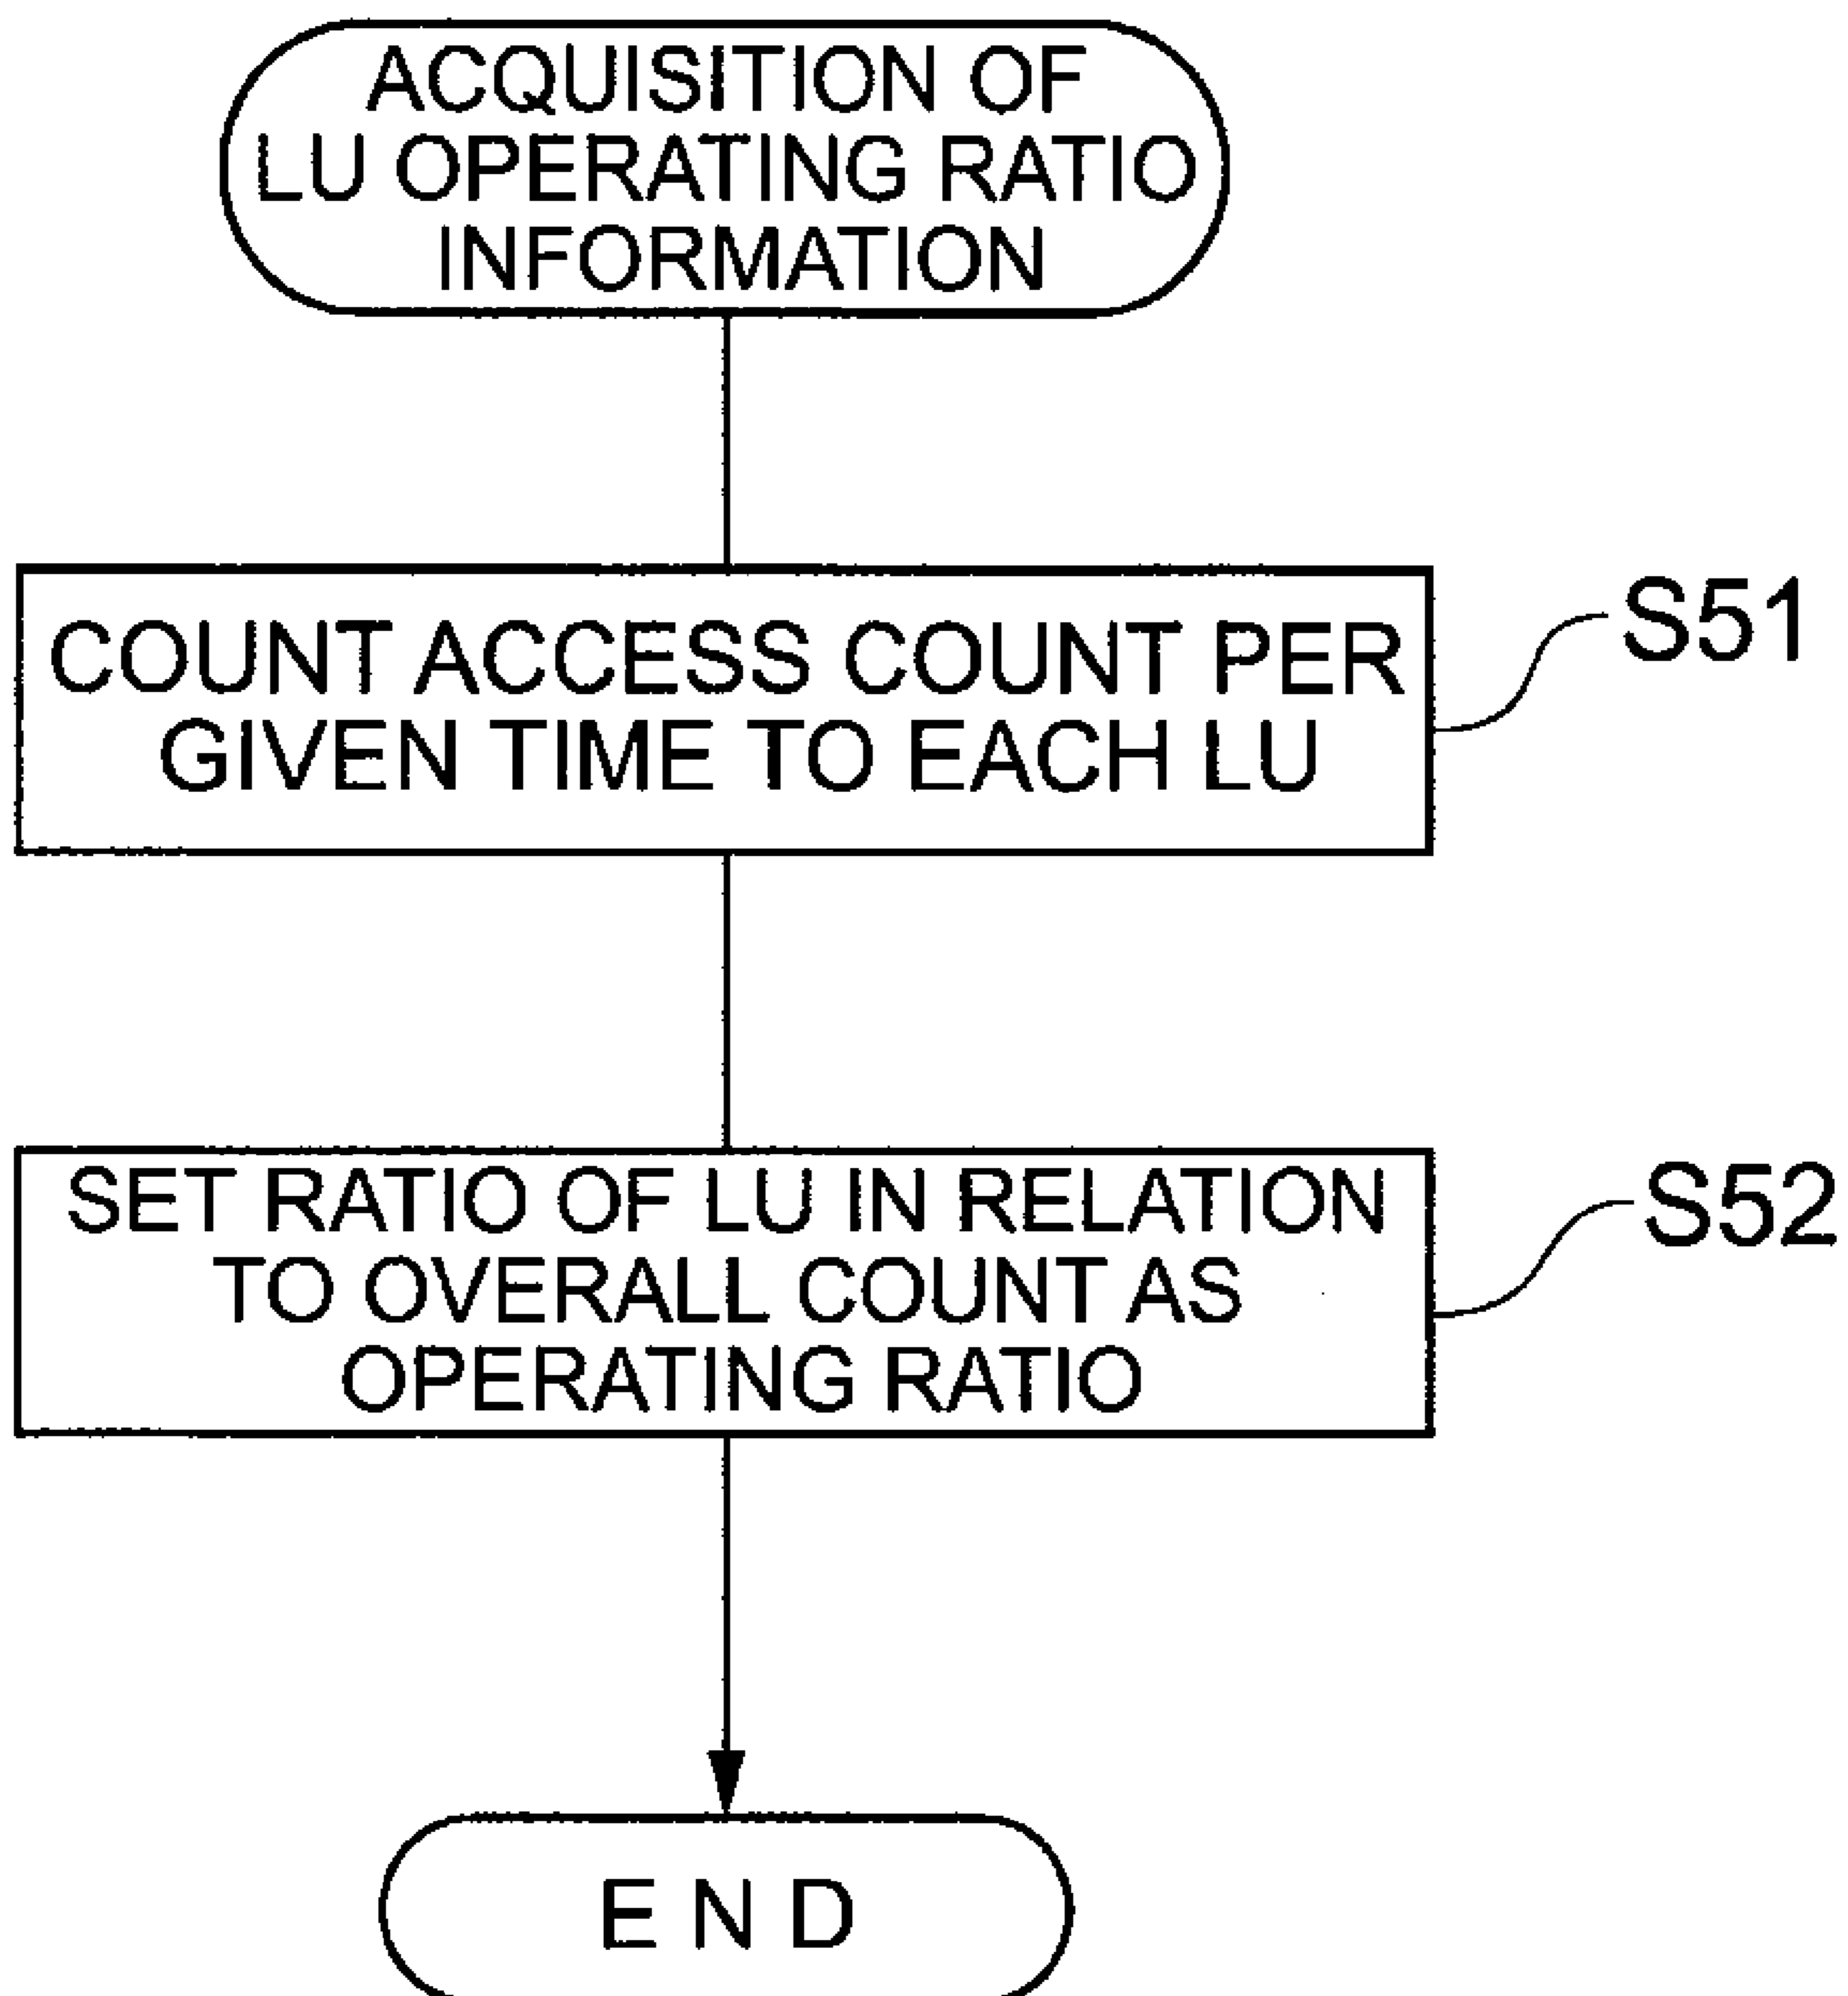 ACQUISITION OF
LU OPERATING RATIO
INFORMATION
COUNT ACCESS COUNT PER
GIVEN TIME TO EACH LU
S51
SET RATIO OF LU IN RELATION
TO OVERALL COUNT AS
OPERATING RATIO
S52
END